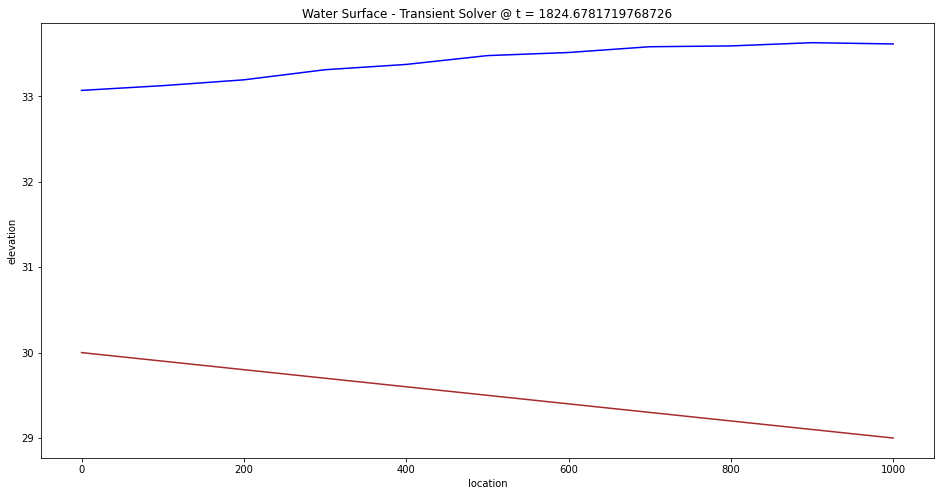 Water Surface - Transient Solver @ t = 1824.6781719768726
33
32
31
30
29
elevation
0 200 400 600 800 1000
location